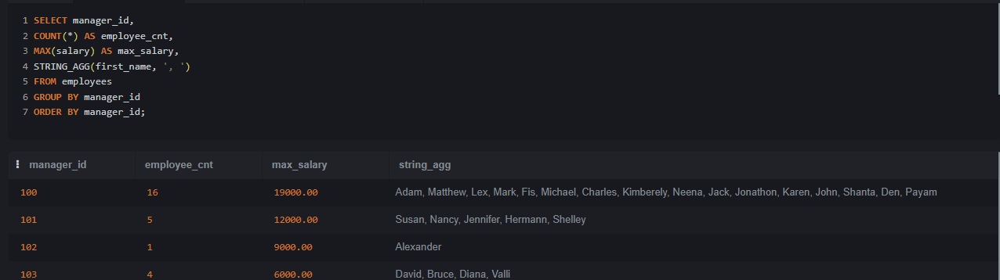 1 SELECT manager_id,
2 COUNT(*) AS employee_cnt,
3 MAX(salary) AS max_salary,
4 STRING_AGG(first_name, ', ')
5 FROM employees
6 GROUP BY manager_id
7 ORDER BY manager_id;
manager_id employee_cnt max_salary string_agg
100 16 19000.00 Adam, Matthew, Lex, Mark, Fis, Michael, Charles, Kimberely, Neena, Jack, Jonathon, Karen, John, Shanta, Den, Payam
101 5 12000.00 Susan, Nancy, Jennifer, Hermann, Shelley
102 1 9000.00 Alexander
103 4 6000.00 David, Bruce, Diana, Valli